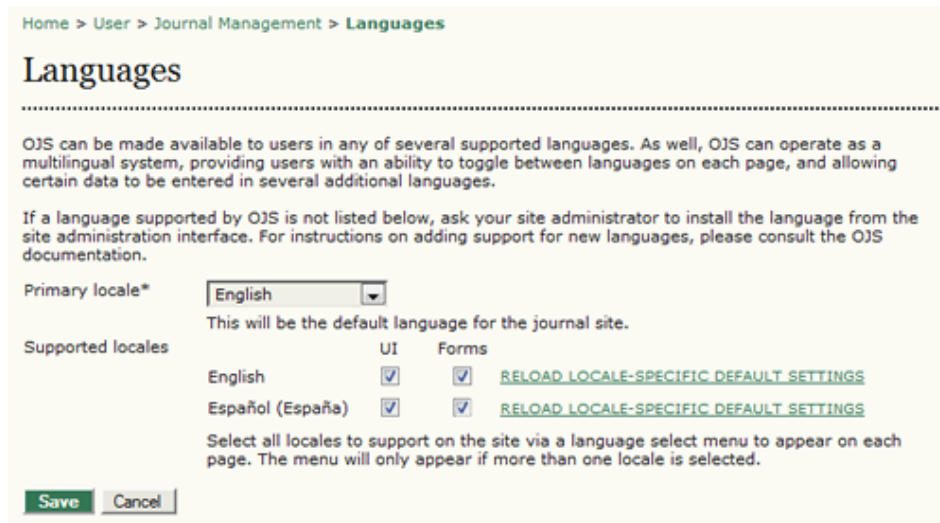 Home > User > Journal Management > Languages
Languages
OJS can be made available to users in any of several supported languages. As well, OJS can operate as a
multilingual system, providing users with an ability to toggle between languages on each page, and allowing
certain data to be entered in several additional languages.
If a language supported by OJS is not listed below, ask your site administrator to install the language from the
site administration interface. For instructions on adding support for new languages, please consult the OJS
documentation.
Primary locale* English
This will be the default language for the journal site.
Supported locales UI Forms
English RELOAD LOCALE-SPECIFIC DEFAULT SETTINGS
Español (España) RELOAD LOCALE-SPECIFIC DEFAULT SETTINGS
Select all locales to support on the site via a language select menu to appear on each
page. The menu will only appear if more than one locale is selected.
Save Cancel